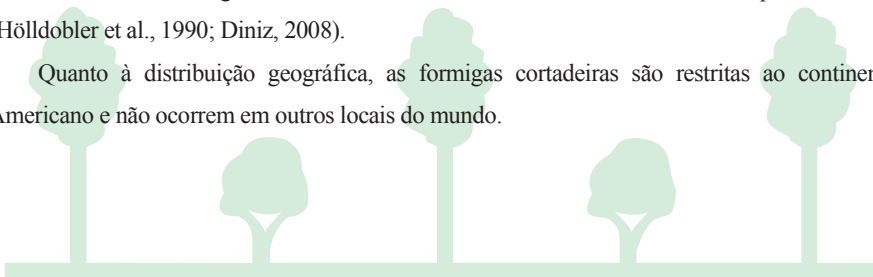 Hölldobler et al., 1990; Diniz, 2008).
Quanto à distribuição geográfica, as formigas cortadeiras são restritas ao
Americano e não ocorrem em outros locais do mundo.